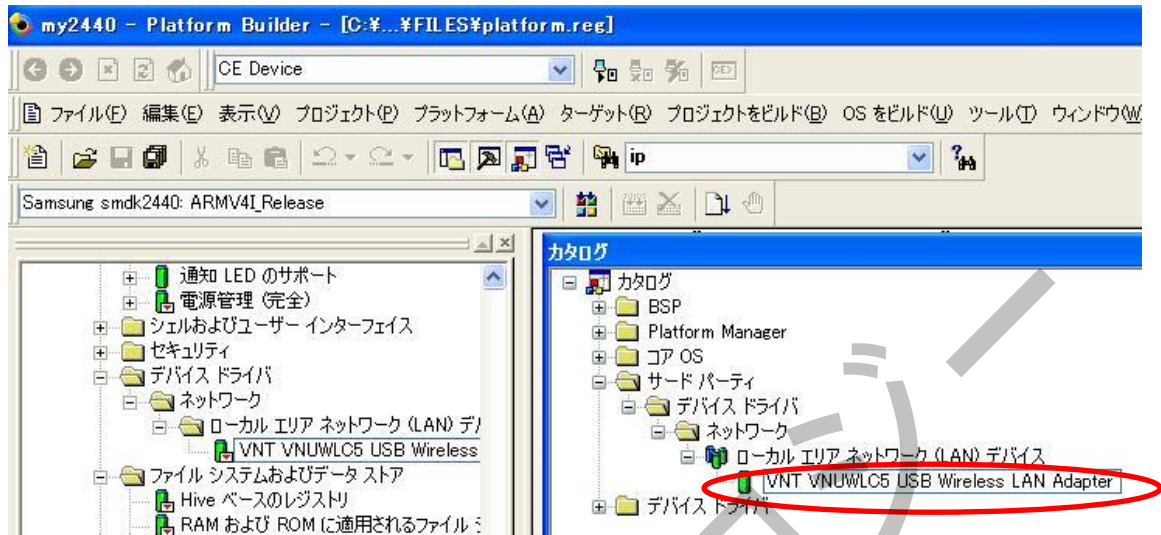 my2440 - Platform Builder - [C:¥...¥FILES¥platform.reg]
CE Device
ファイル(F) 編集(E) 表示(V) プロジェクト(P) プラットフォーム(A) ターゲット(R) プロジェクトをビルド(B) OS をビルド(U) ツール(T) ウィンドウ(W
ip
Samsung smdk2440: ARMV4I_Release
通知 LED のサポート
電源管理 (完全)
シェルおよびユーザー インターフェイス
セキュリティ
デバイス ドライバ
ネットワーク
ローカル エリア ネットワーク (LAN) デ
VNT VNUWLC5 USB Wireless
ファイル システムおよびデータ ストア
Hive ベースのレジストリ
RAM および ROM に適用されるファイル
カタログ
カタログ
BSP
Platform Manager
コア OS
サード パーティ
デバイス ドライバ
ネットワーク
ローカル エリア ネットワーク (LAN) デバイス
VNT VNUWLC5 USB Wireless LAN Adapter
デバイス ドライバ